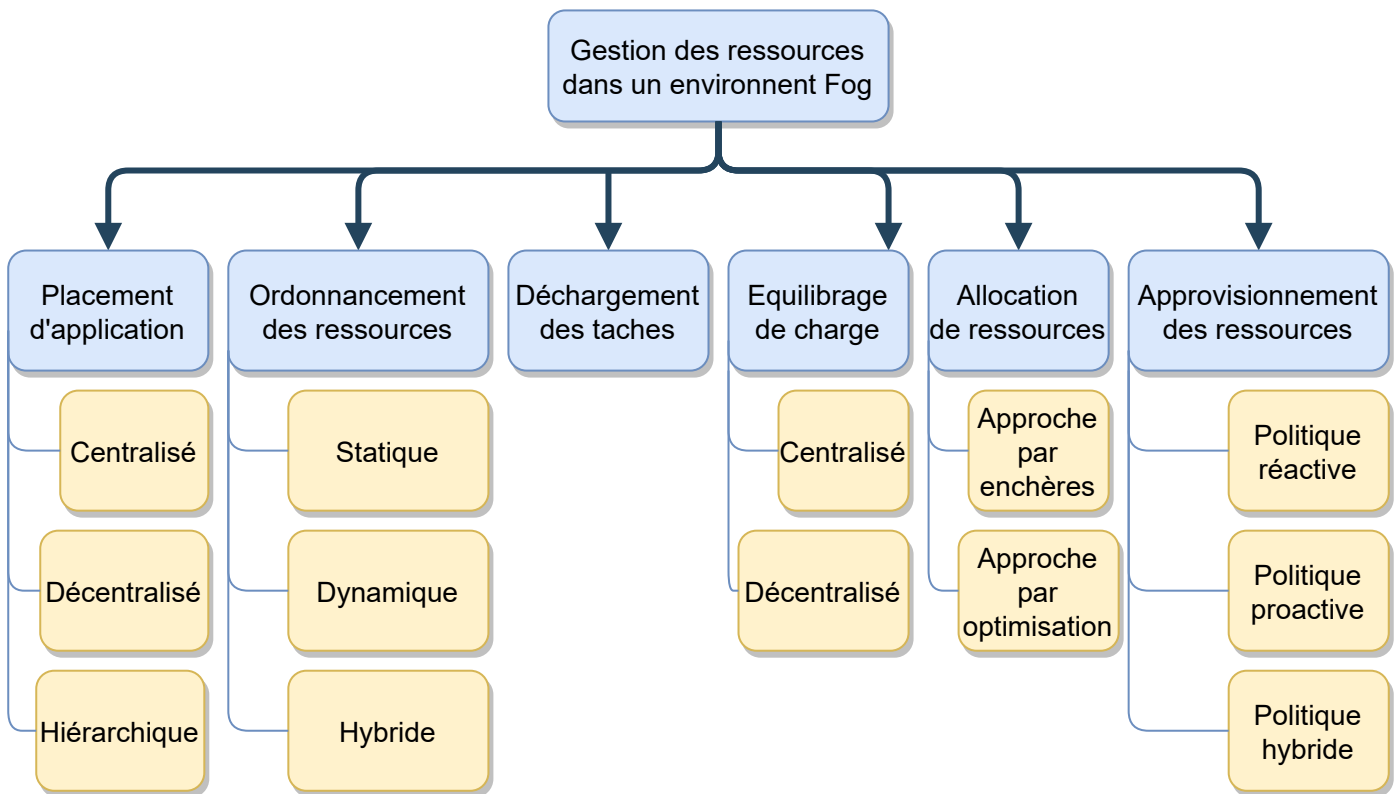 Gestion des ressources
dans un environnent Fog
Placement
d'application
Ordonnancement
des ressources
Déchargement
des taches
Equilibrage
de charge
Allocation
de ressources
Approvisionnement
des ressources
Centralisé
Décentralisé
Hiérarchique
Statique
Dynamique
Hybride
Centralisé
Décentralisé
Approche
par
enchères
Approche
par
optimisation
Politique
réactive
Politique
proactive
Politique
hybride